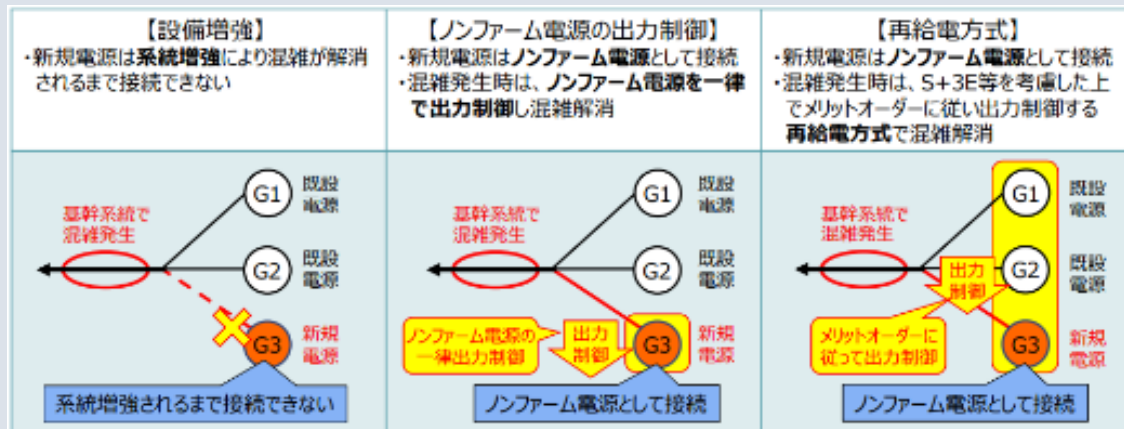 【設備増強】
・新規電源は系統増強により混雑が解消
されるまで接続できない
【ノンファーム電源の出力制御】
・新規電源はノンファーム電源として接続
・混雑発生時は、ノンファーム電源を一律
で出力制御し混雑解消
【再給電方式】
・新規電源はノンファーム電源として接続
・混雑発生時は、S+3E等を考慮した上
でメリットオーダーに従い出力制御する
再給電方式で混雑解消
基幹系統で
混雑発生
G1
既設
電源
G2
既設
電源
G3
新規
電源
系統増強されるまで接続できない
基幹系統で
混雑発生
G1
既設
電源
G2
既設
電源
ノンファーム電源の
一律出力制御
出力
制御
G3
新規
電源
ノンファーム電源として接続
基幹系統で
混雑発生
G1
既設
電源
G2
既設
電源
出力
制御
メリットオーダーに
従って出力制御
G3
新規
電源
ノンファーム電源として接続